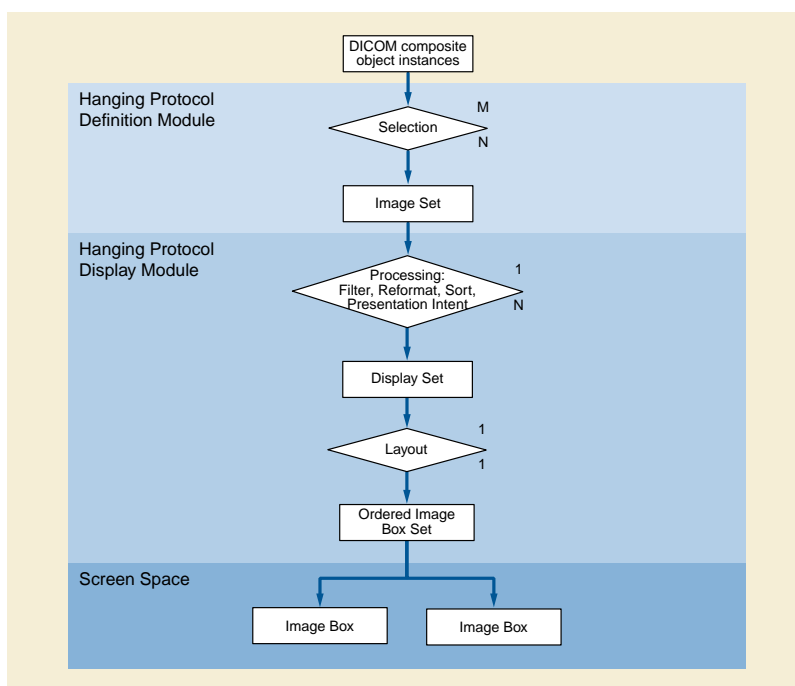 DICOM composite
object instances
Hanging Protocol
Definition Module
M
Selection
N
Image Set
Hanging Protocol
Display Module
1
Processing:
Filter, Reformat, Sort,
Presentation Intent
N
Display Set
1
Layout
1
Ordered Image
Box Set
Screen Space
Image Box
Image Box